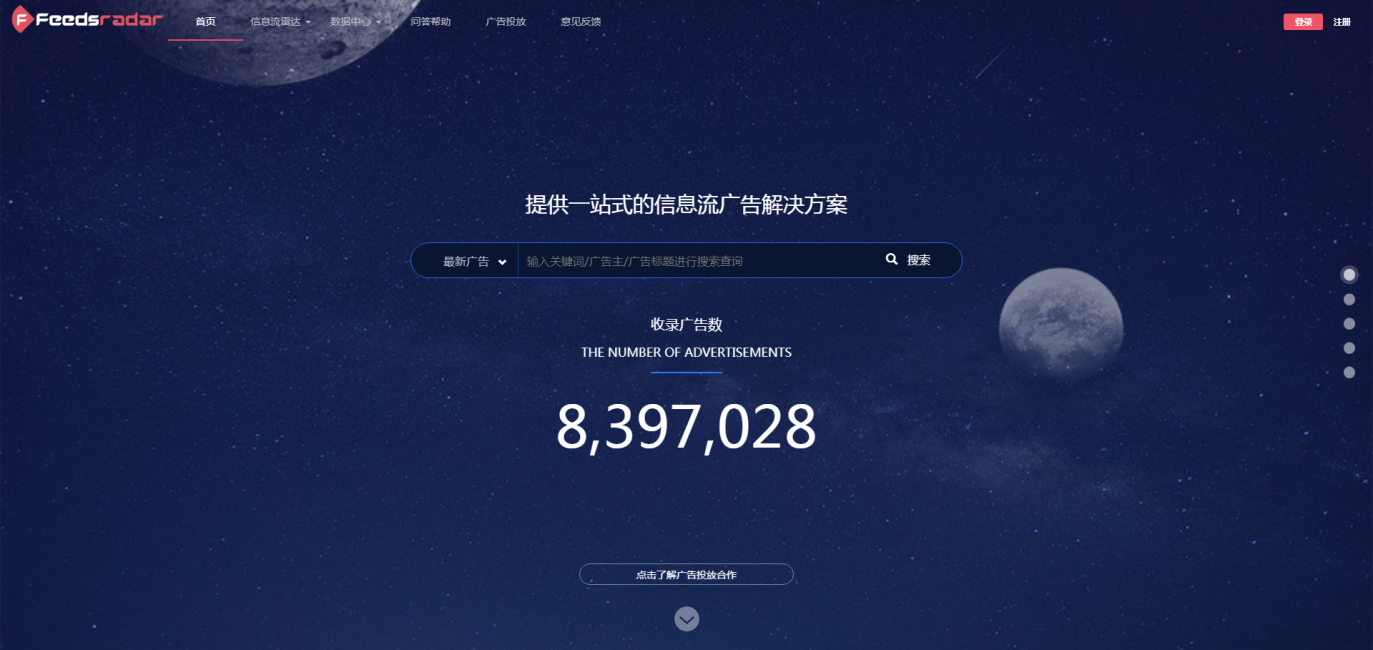 Feedsradar
首页 信息流雷达 数据中心 问答帮助 广告投放 意见反馈 登录 注册
提供一站式的信息流广告解决方案
最新广告 输入关键词/广告主/广告标题进行搜索查询 搜索
收录广告数
THE NUMBER OF ADVERTISEMENTS
8,397,028
点击了解广告投放合作